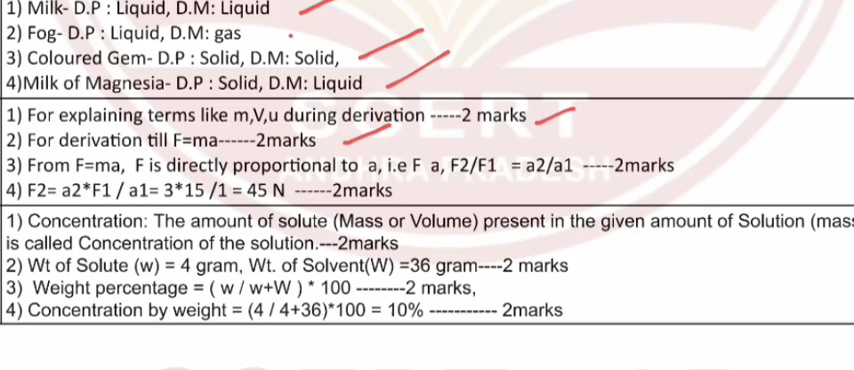 1) Milk- D.P : Liquid, D.M: Liquid
2) Fog- D.P : Liquid, D.M: gas
3) Coloured Gem- D.P : Solid, D.M: Solid,
4)Milk of Magnesia- D.P : Solid, D.M: Liquid
1) For explaining terms like m,V,u during derivation -----2 marks
2) For derivation till F=ma------2marks
3) From F=ma, F is directly proportional to a, i.e F a, F2/F1 = a2/a1 -----2marks
4) F2= a2*F1 / a1= 3*15 /1 = 45 N ------2marks
1) Concentration: The amount of solute (Mass or Volume) present in the given amount of Solution (mass
is called Concentration of the solution.---2marks
2) Wt of Solute (w) = 4 gram, Wt. of Solvent(W) =36 gram----2 marks
3) Weight percentage = ( w / w+W ) * 100 --------2 marks,
4) Concentration by weight = (4 / 4+36)*100 = 10% ----------- 2marks
SCERT
ANDHRA PRADESH